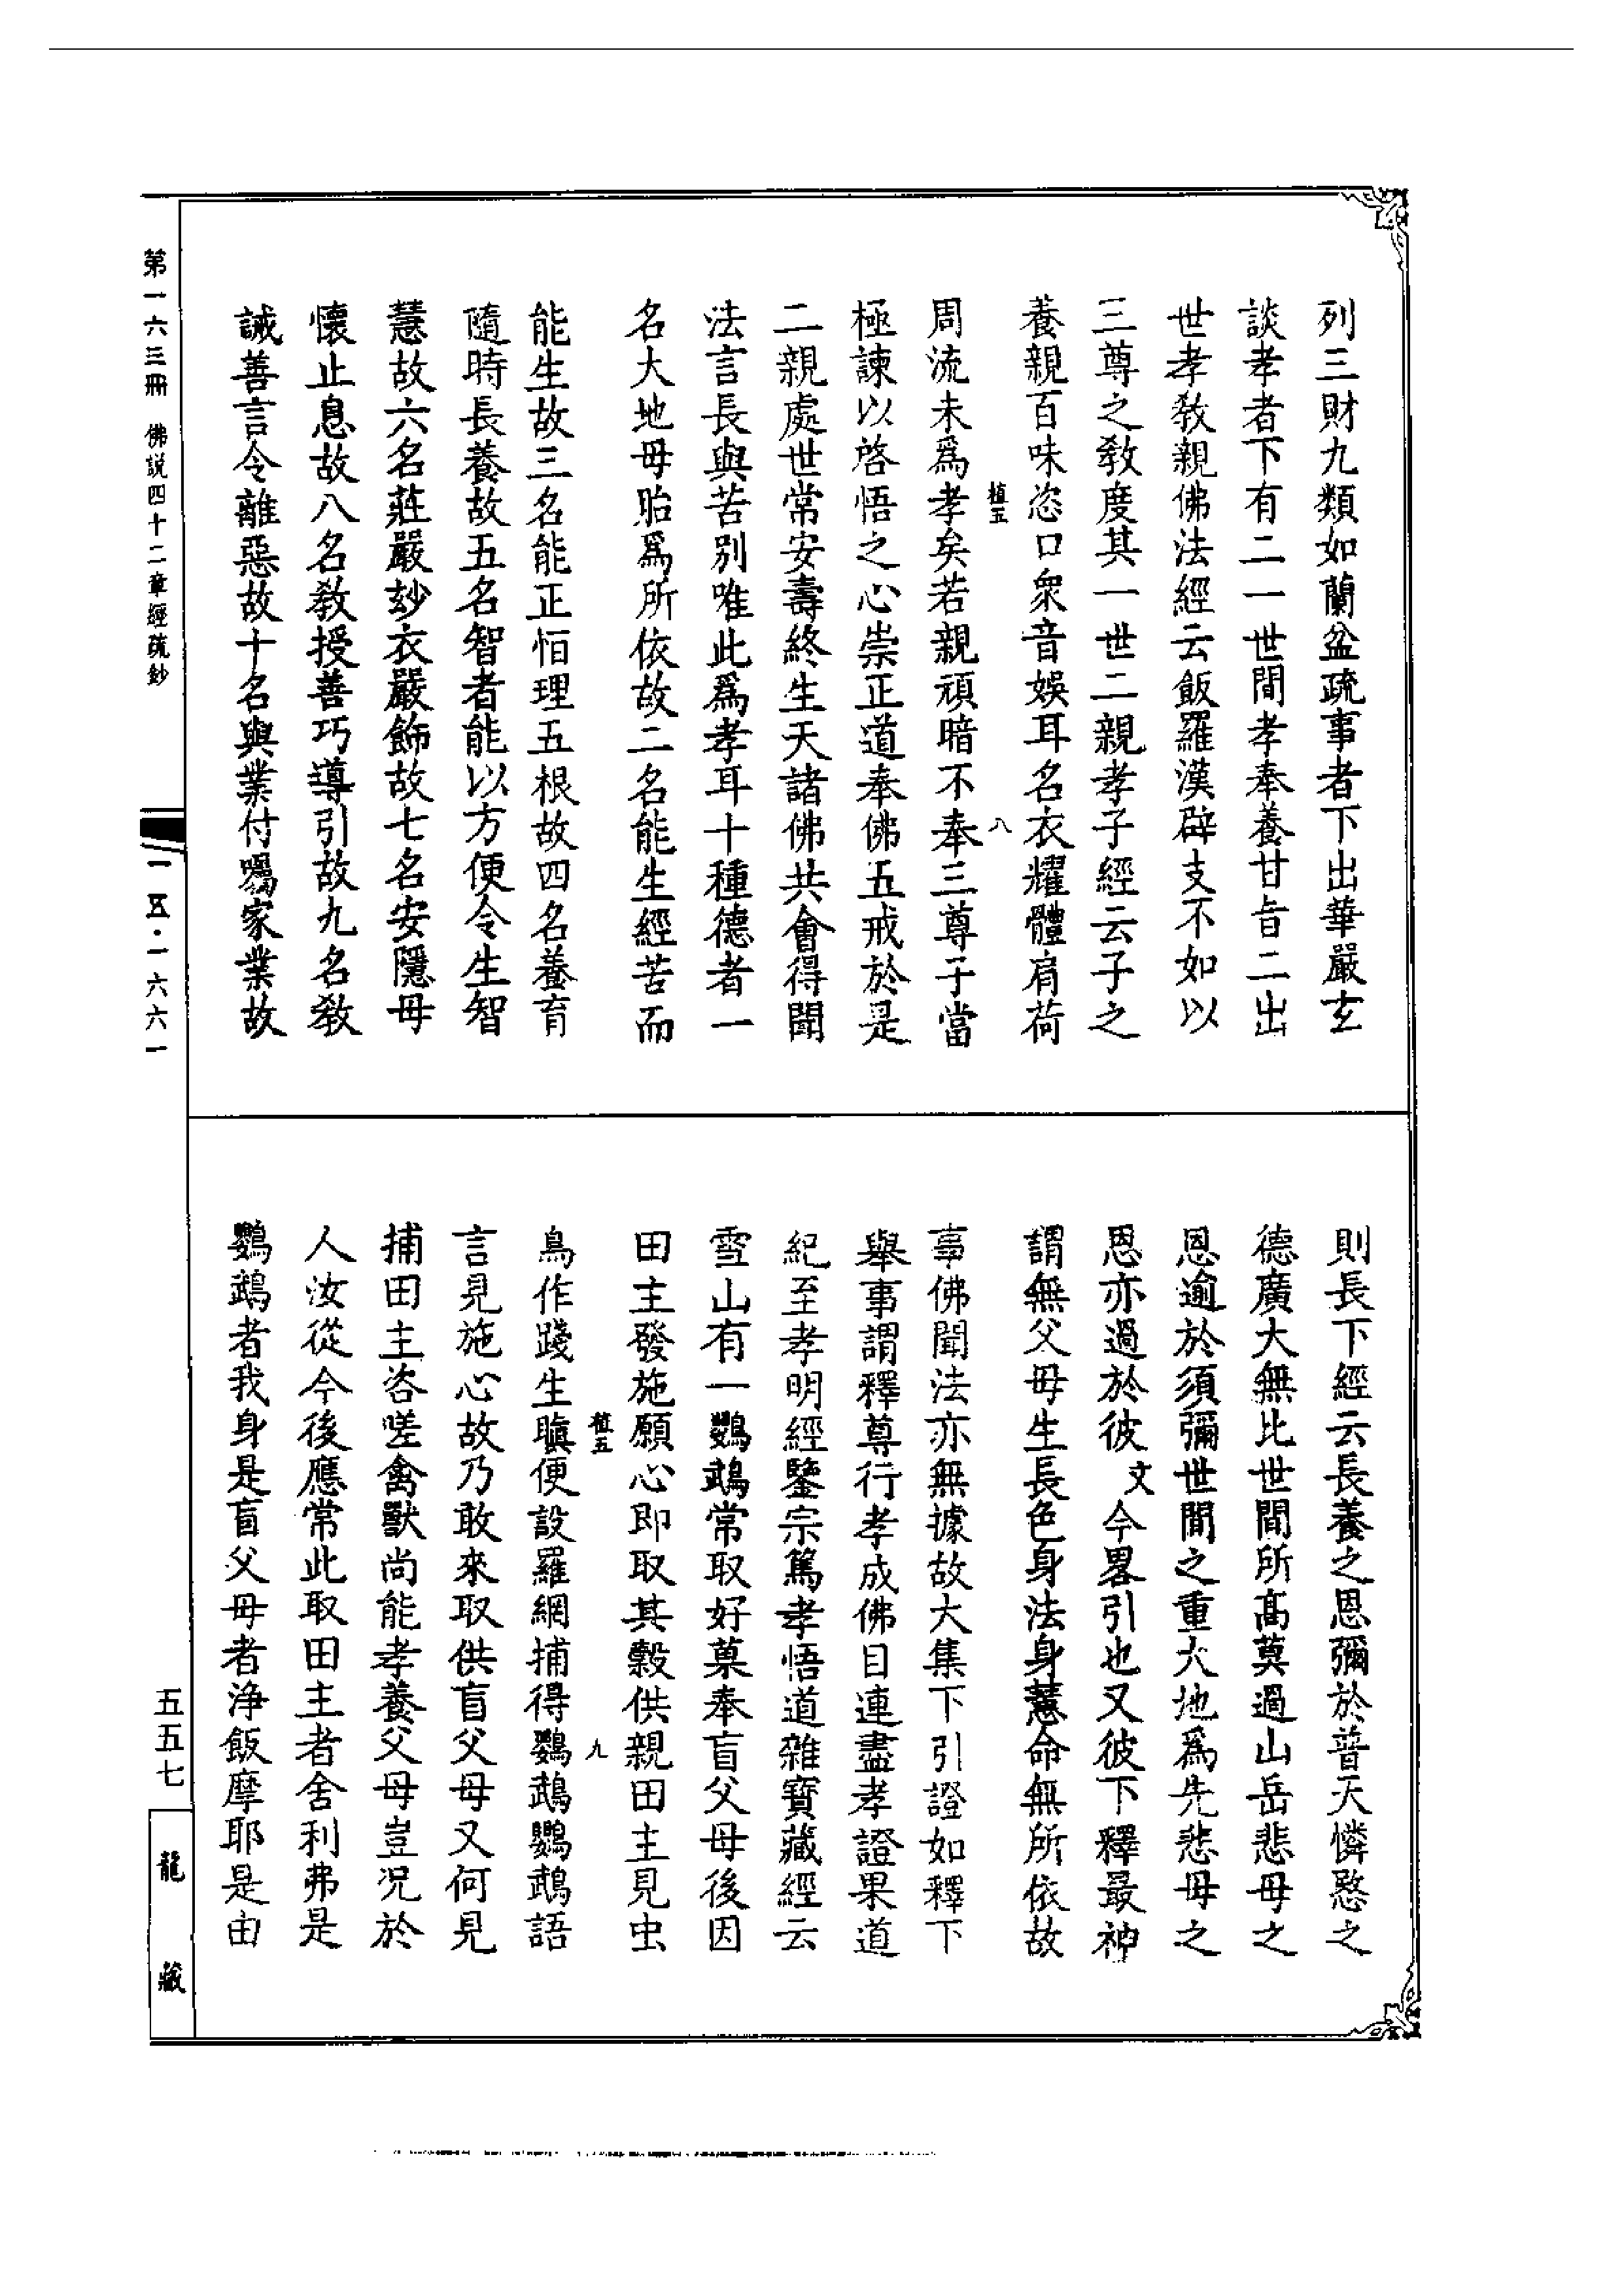 列三財九類如蘭盆疏事者下出華嚴玄
談孝者下有二一世間孝奉養甘旨二出
世孝敎親佛法經云飯羅漢辟支不如以
三尊之敎度其一世二親孝子經云子之
養親百味恣口衆音娛耳名衣耀體肩荷
植五
八
周流未爲孝矣若親頑暗不奉三尊子當
極諫以啓悟之心崇正道奉佛五戒於是
二親處世常安壽終生天諸佛共會得聞
法言長與苦別唯此爲孝耳十種德者一
名大地母胎爲所依故二名能生經苦而
能生故三名能正恒理五根故四名養育
隨時長養故五名智者能以方便令生智
慧故六名莊嚴玅衣嚴飾故七名安隱母
懷止息故八名敎授善巧導引故九名敎
誡善言令離惡故十名與業付囑家業故
則長下經云長養之恩彌於普天憐愍之
德廣大無比世間所髙莫過山岳悲母之
恩逾於須彌世間之重大地爲先悲母之
恩亦過於彼 文 今畧引也又彼下釋最神
謂無父母生長色身法身慧命無所依故
事佛聞法亦無據故大集下引證如釋下
舉事謂釋尊行孝成佛目連盡孝證果道
紀至孝明經鑒宗篤孝悟道雜寶藏經云
雪山有一鸚鵡常取好菓奉盲父母後因
田主發施願心即取其穀供親田主見虫
植五
九
鳥作踐生瞋便設羅網捕得鸚鵡鸚鵡語
言見施心故乃敢來取供盲父母又何見
捕田主咨嗟禽獸尚能孝養父母豈況於
人汝從今後應常此取田主者舍利弗是
鸚鵡者我身是盲父母者浄飯摩耶是由
第一六三冊 佛説四十二章經疏鈔
一五·一六六一
五五七
龍藏